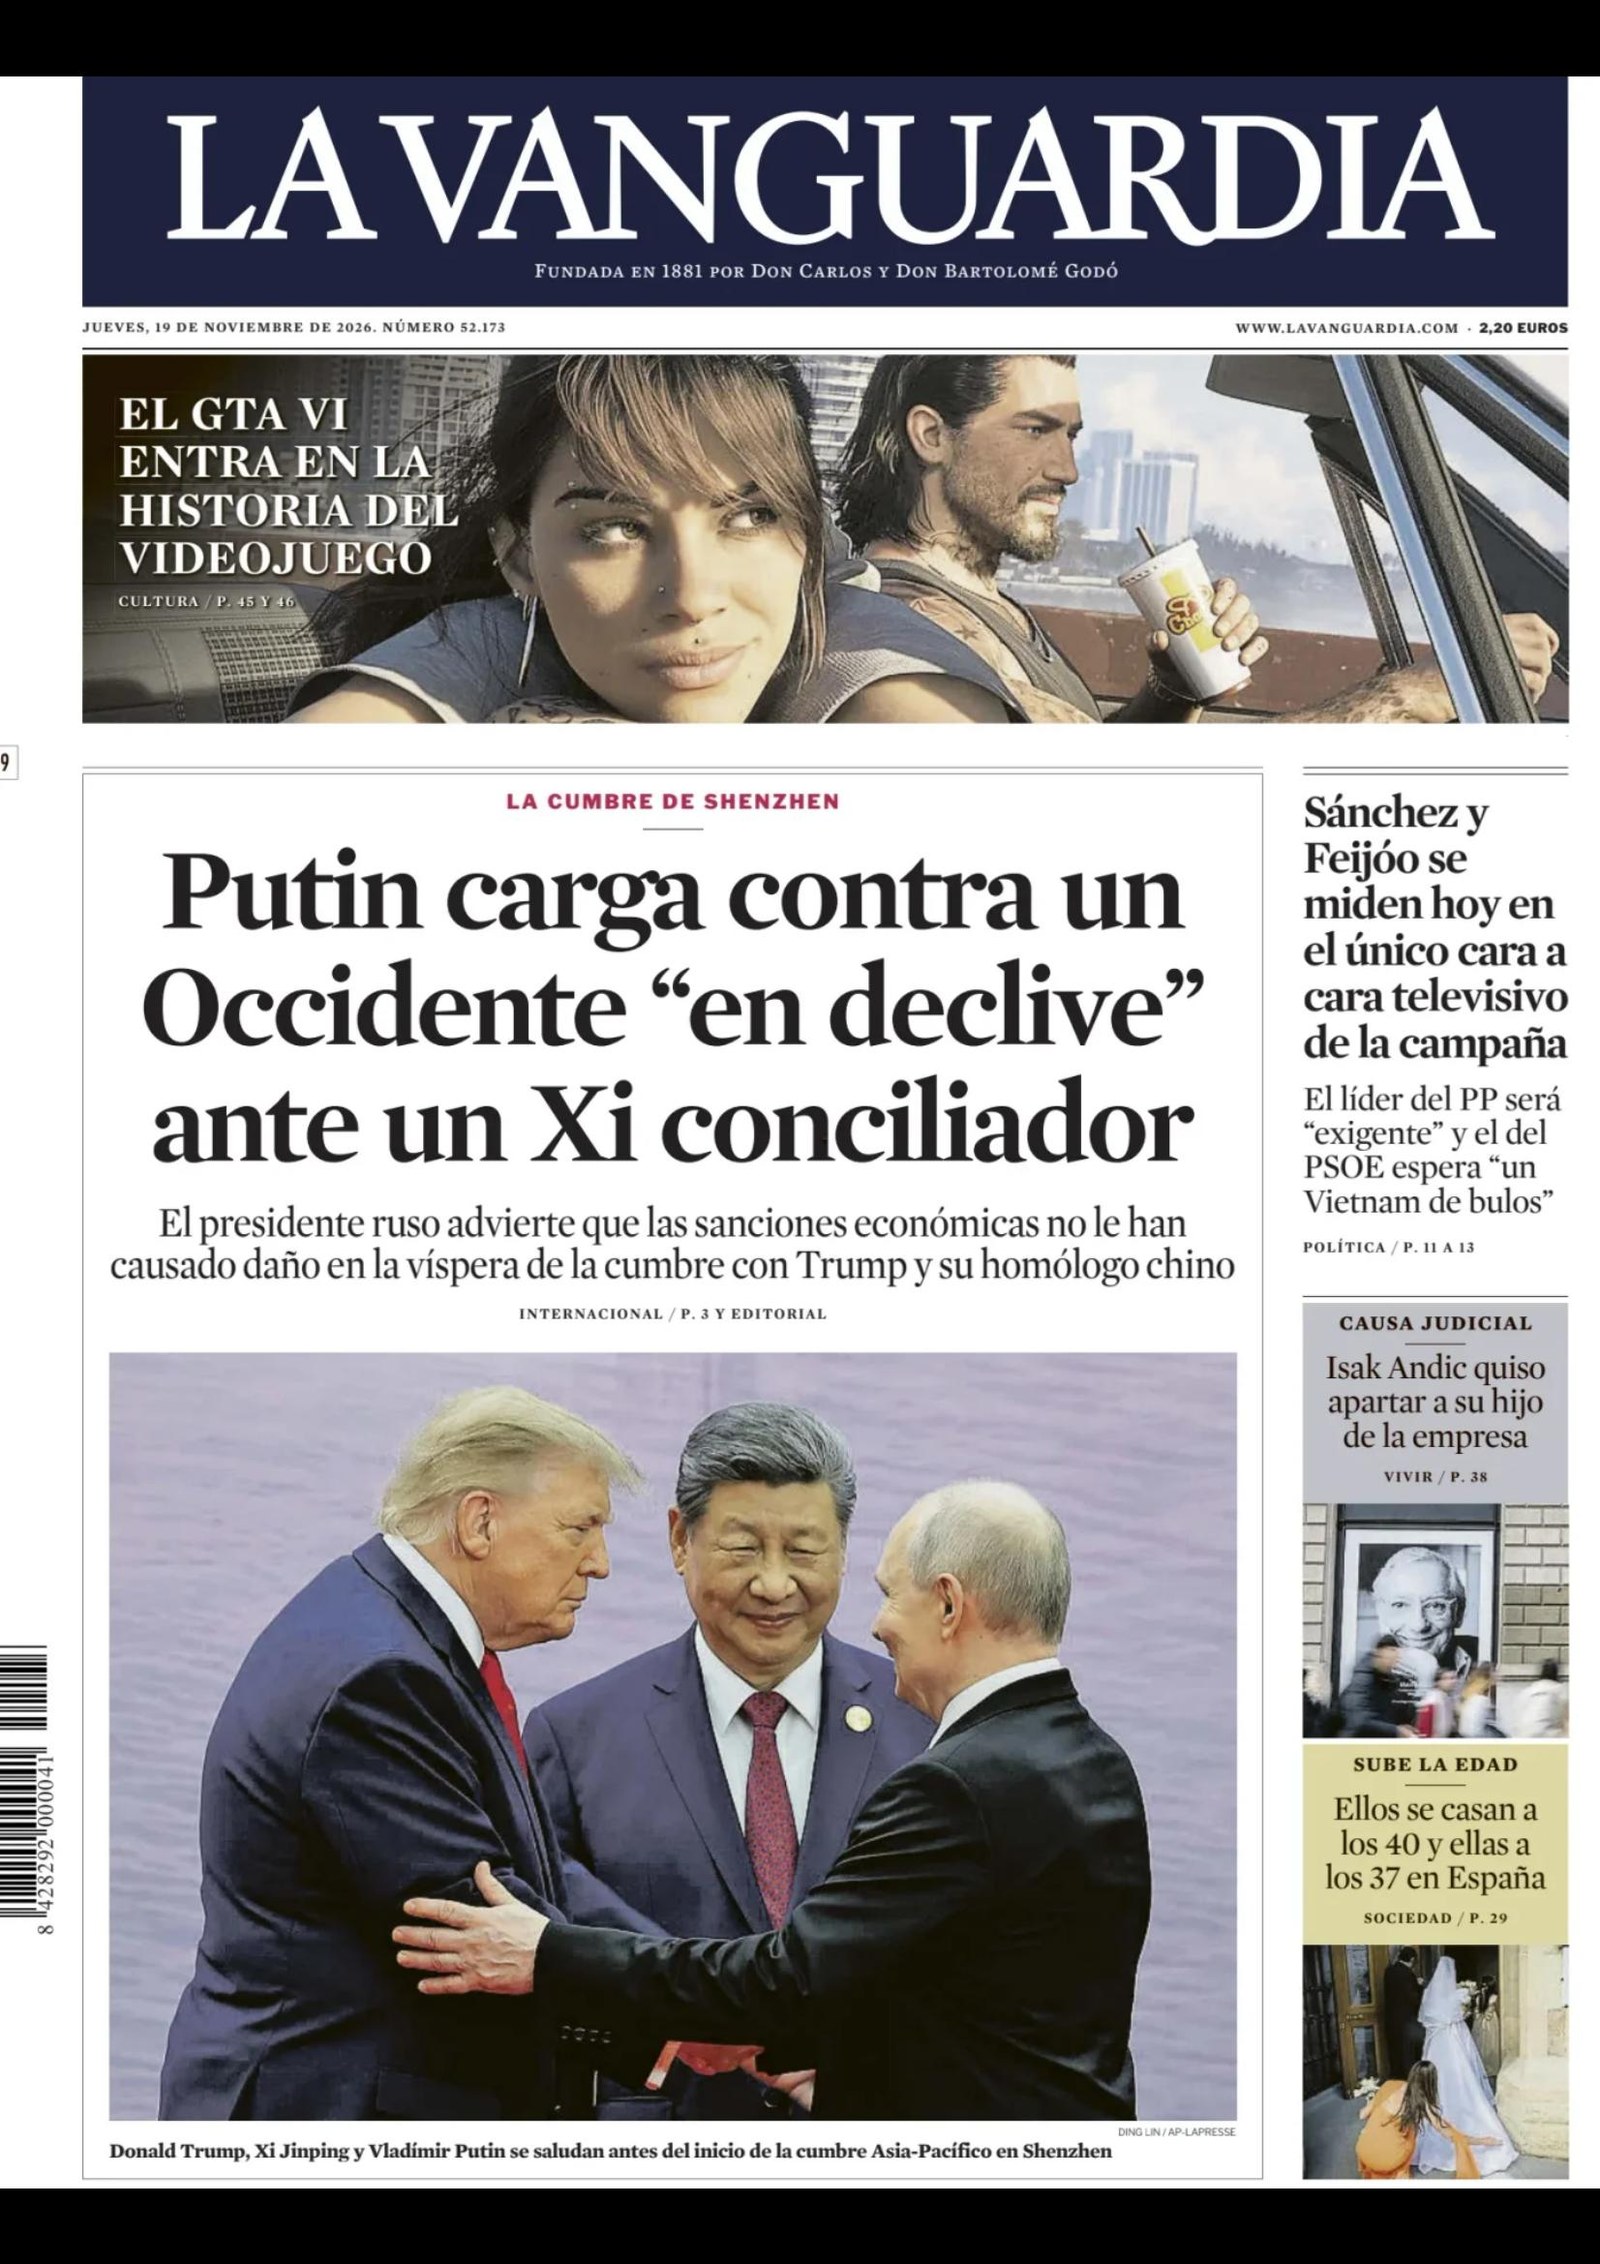 LA VANGUARDIA
FUNDADA EN 1881 POR DON CARLOS Y DON BARTOLOMÉ GODÓ
JUEVES, 19 DE NOVIEMBRE DE 2026. NÚMERO 52.173
WWW.LAVANGUARDIA.COM · 2,20 EUROS
EL GTA VI
ENTRA EN LA
HISTORIA DEL
VIDEOJUEGO
CULTURA / P. 45 Y 46
9
LA CUMBRE DE SHENZHEN
Putin carga contra un
Occidente “en declive”
ante un Xi conciliador
El presidente ruso advierte que las sanciones económicas no le han
causado daño en la víspera de la cumbre con Trump y su homólogo chino
INTERNACIONAL / P. 3 Y EDITORIAL
DING LIN / AP-LAPRESSE
Donald Trump, Xi Jinping y Vladímir Putin se saludan antes del inicio de la cumbre Asia-Pacífico en Shenzhen
Sánchez y
Feijóo se
miden hoy en
el único cara a
cara televisivo
de la campaña
El líder del PP será
“exigente” y el del
PSOE espera “un
Vietnam de bulos”
POLÍTICA / P. 11 A 13
CAUSA JUDICIAL
Isak Andic quiso
apartar a su hijo
de la empresa
VIVIR / P. 38
SUBE LA EDAD
Ellos se casan a
los 40 y ellas a
los 37 en España
SOCIEDAD / P. 29
8 428292 000041